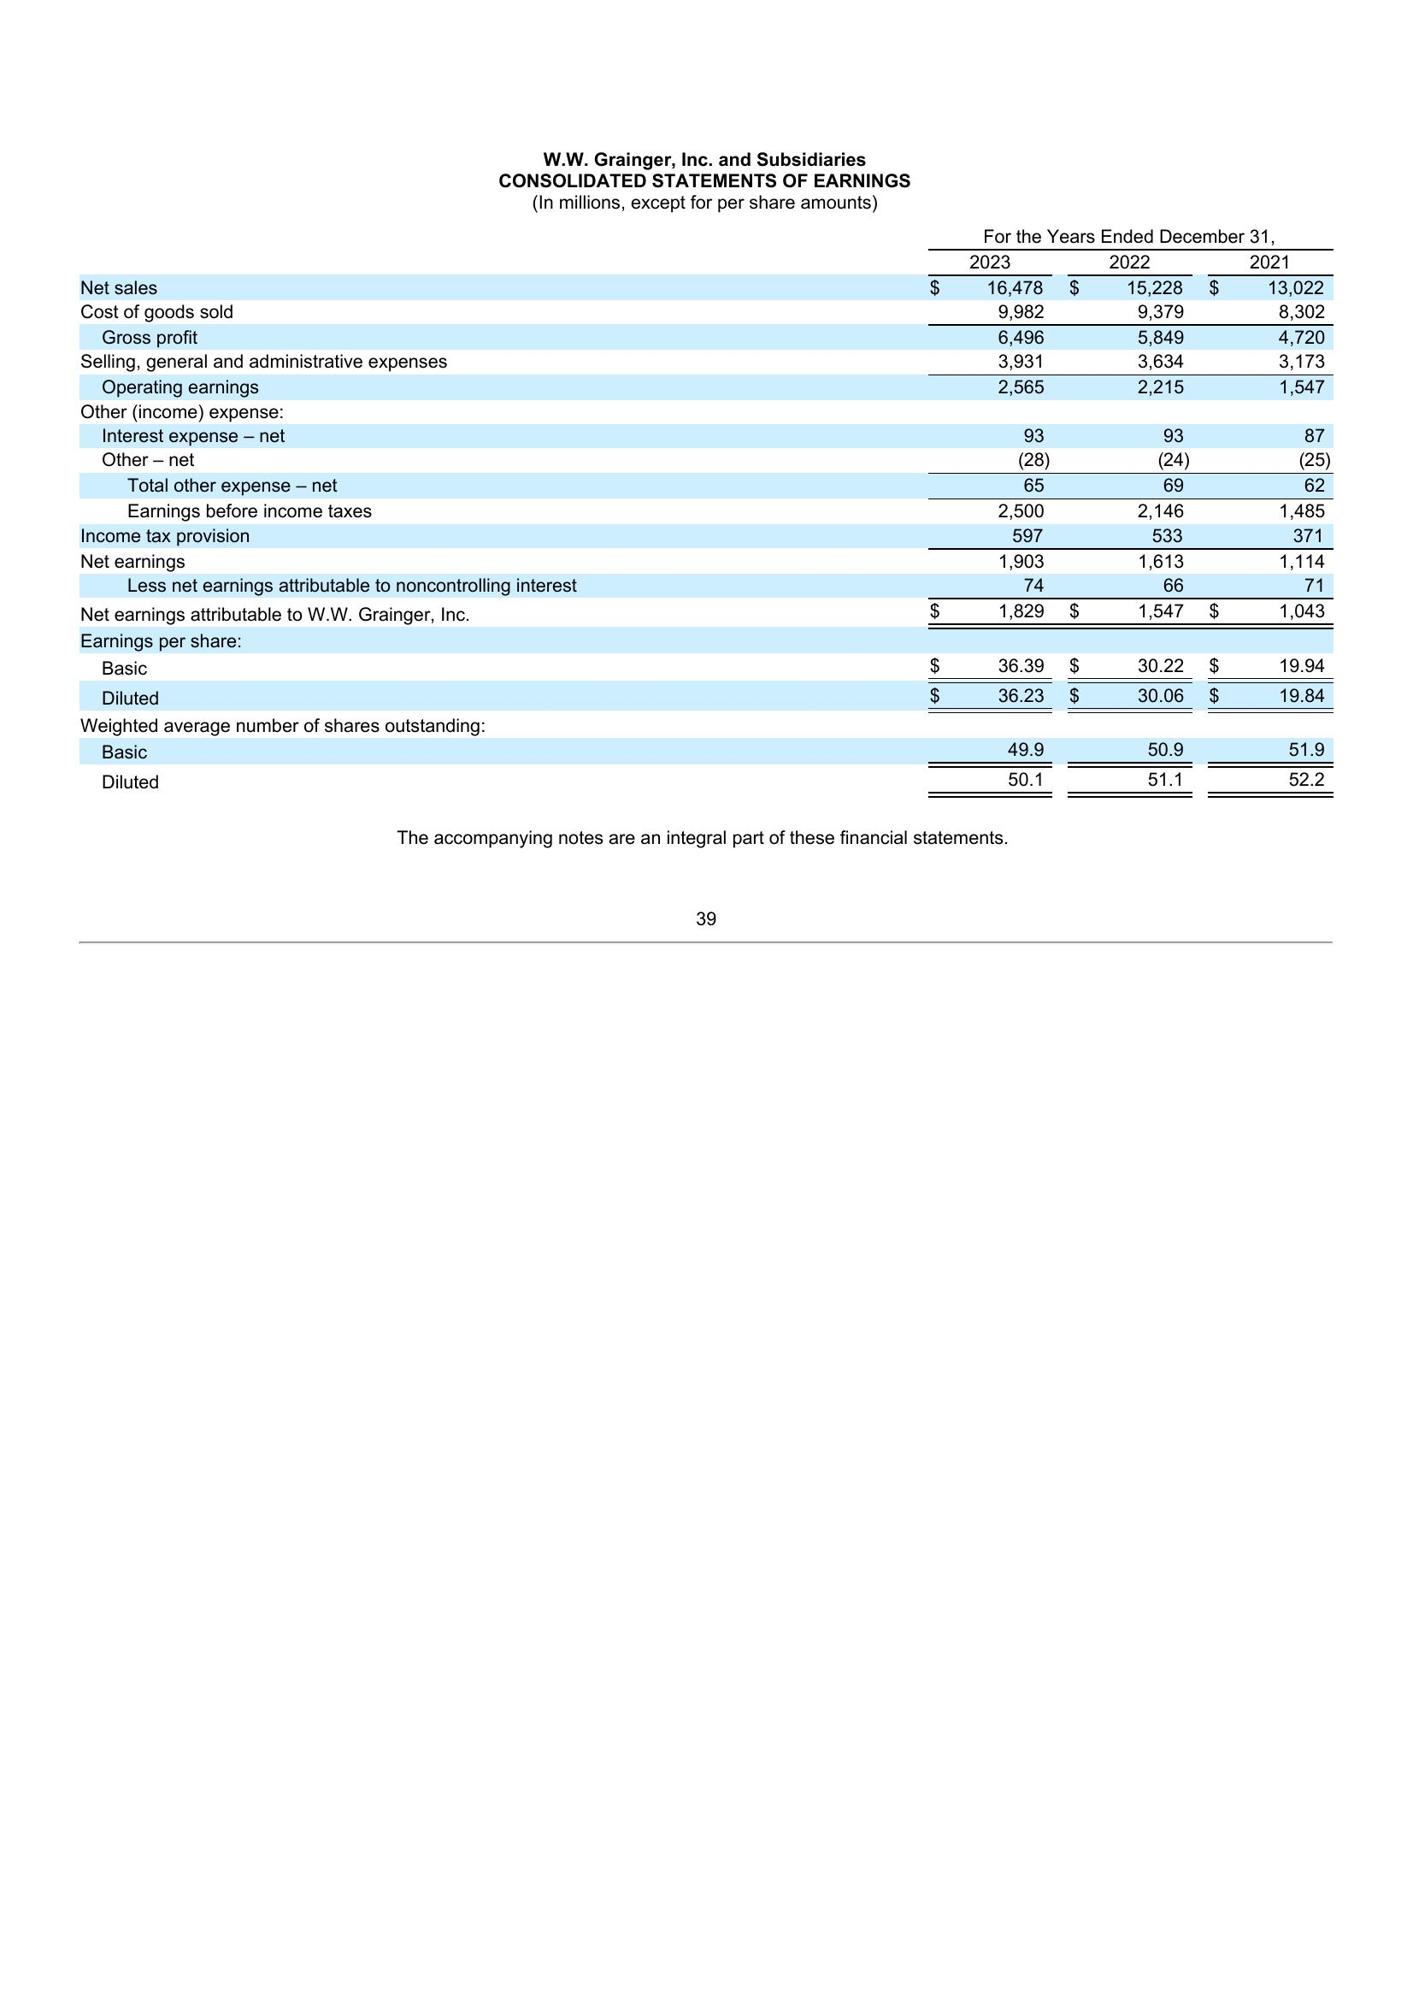 W.W. Grainger, Inc. and Subsidiaries
CONSOLIDATED STATEMENTS OF EARNINGS
(In millions, except for per share amounts)
For the Years Ended December 31,
2023 2022 2021
Net sales $ 16,478 $ 15,228 $ 13,022
Cost of goods sold 9,982 9,379 8,302
Gross profit 6,496 5,849 4,720
Selling, general and administrative expenses 3,931 3,634 3,173
Operating earnings 2,565 2,215 1,547
Other (income) expense:
Interest expense – net 93 93 87
Other – net (28) (24) (25)
Total other expense – net 65 69 62
Earnings before income taxes 2,500 2,146 1,485
Income tax provision 597 533 371
Net earnings 1,903 1,613 1,114
Less net earnings attributable to noncontrolling interest 74 66 71
Net earnings attributable to W.W. Grainger, Inc. $ 1,829 $ 1,547 $ 1,043
Earnings per share:
Basic $ 36.39 $ 30.22 $ 19.94
Diluted $ 36.23 $ 30.06 $ 19.84
Weighted average number of shares outstanding:
Basic 49.9 50.9 51.9
Diluted 50.1 51.1 52.2
The accompanying notes are an integral part of these financial statements.
39